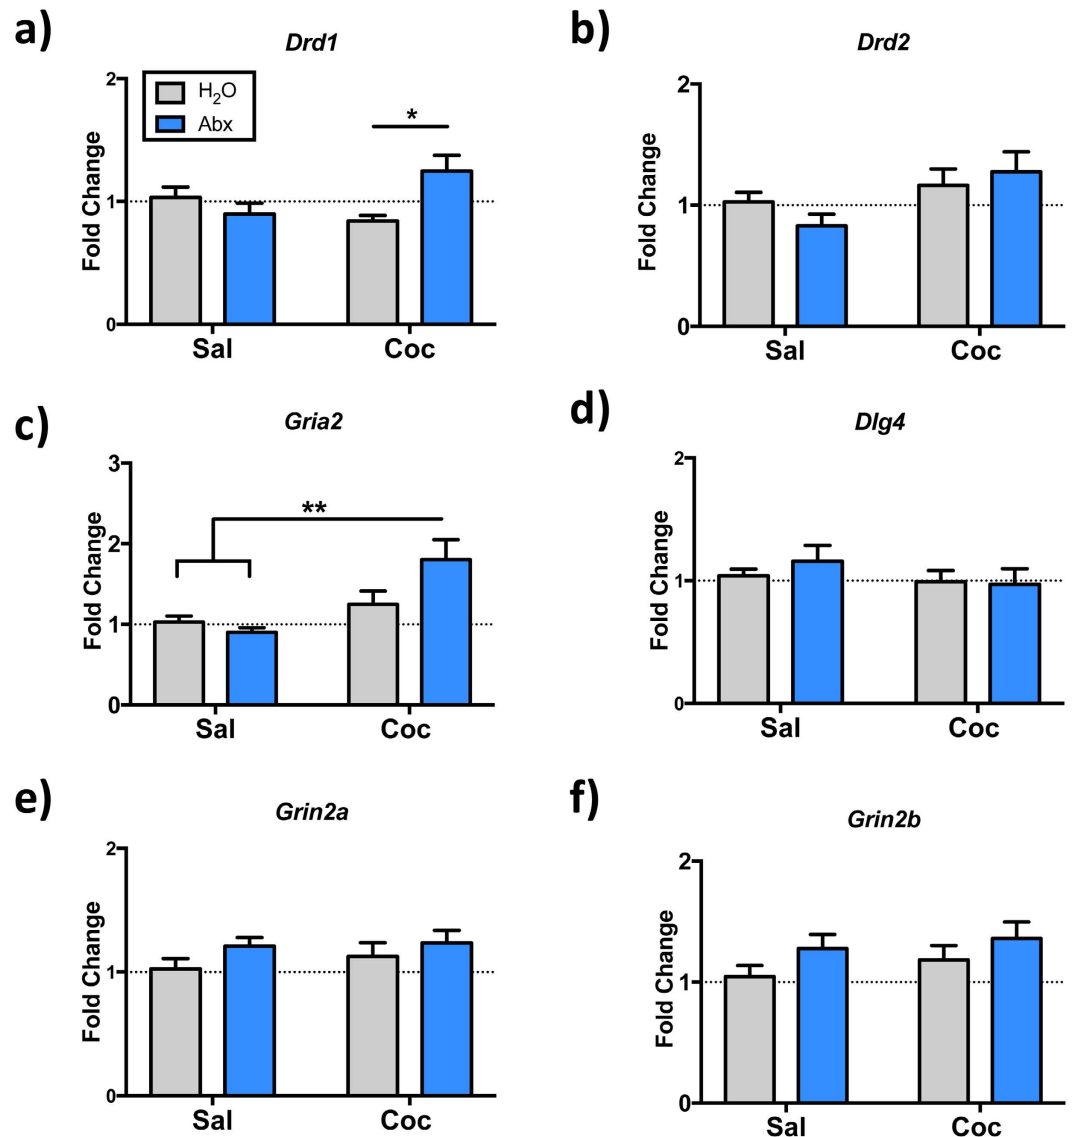 a)
Drd1
2
1
0
Fold Change
H₂O
Abx
*
Sal
Coc
b)
Drd2
2
1
0
Fold Change
Sal
Coc
c)
Gria2
3
2
1
0
Fold Change
**
Sal
Coc
d)
Dlg4
2
1
0
Fold Change
Sal
Coc
e)
Grin2a
2
1
0
Fold Change
Sal
Coc
f)
Grin2b
2
1
0
Fold Change
Sal
Coc